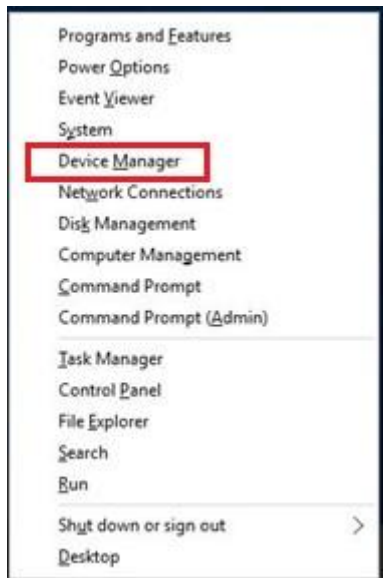 Programs and Features
Power Options
Event Viewer
System
Device Manager
Network Connections
Disk Management
Computer Management
Command Prompt
Command Prompt (Admin)
Task Manager
Control Panel
File Explorer
Search
Run
Shut down or sign out
Desktop